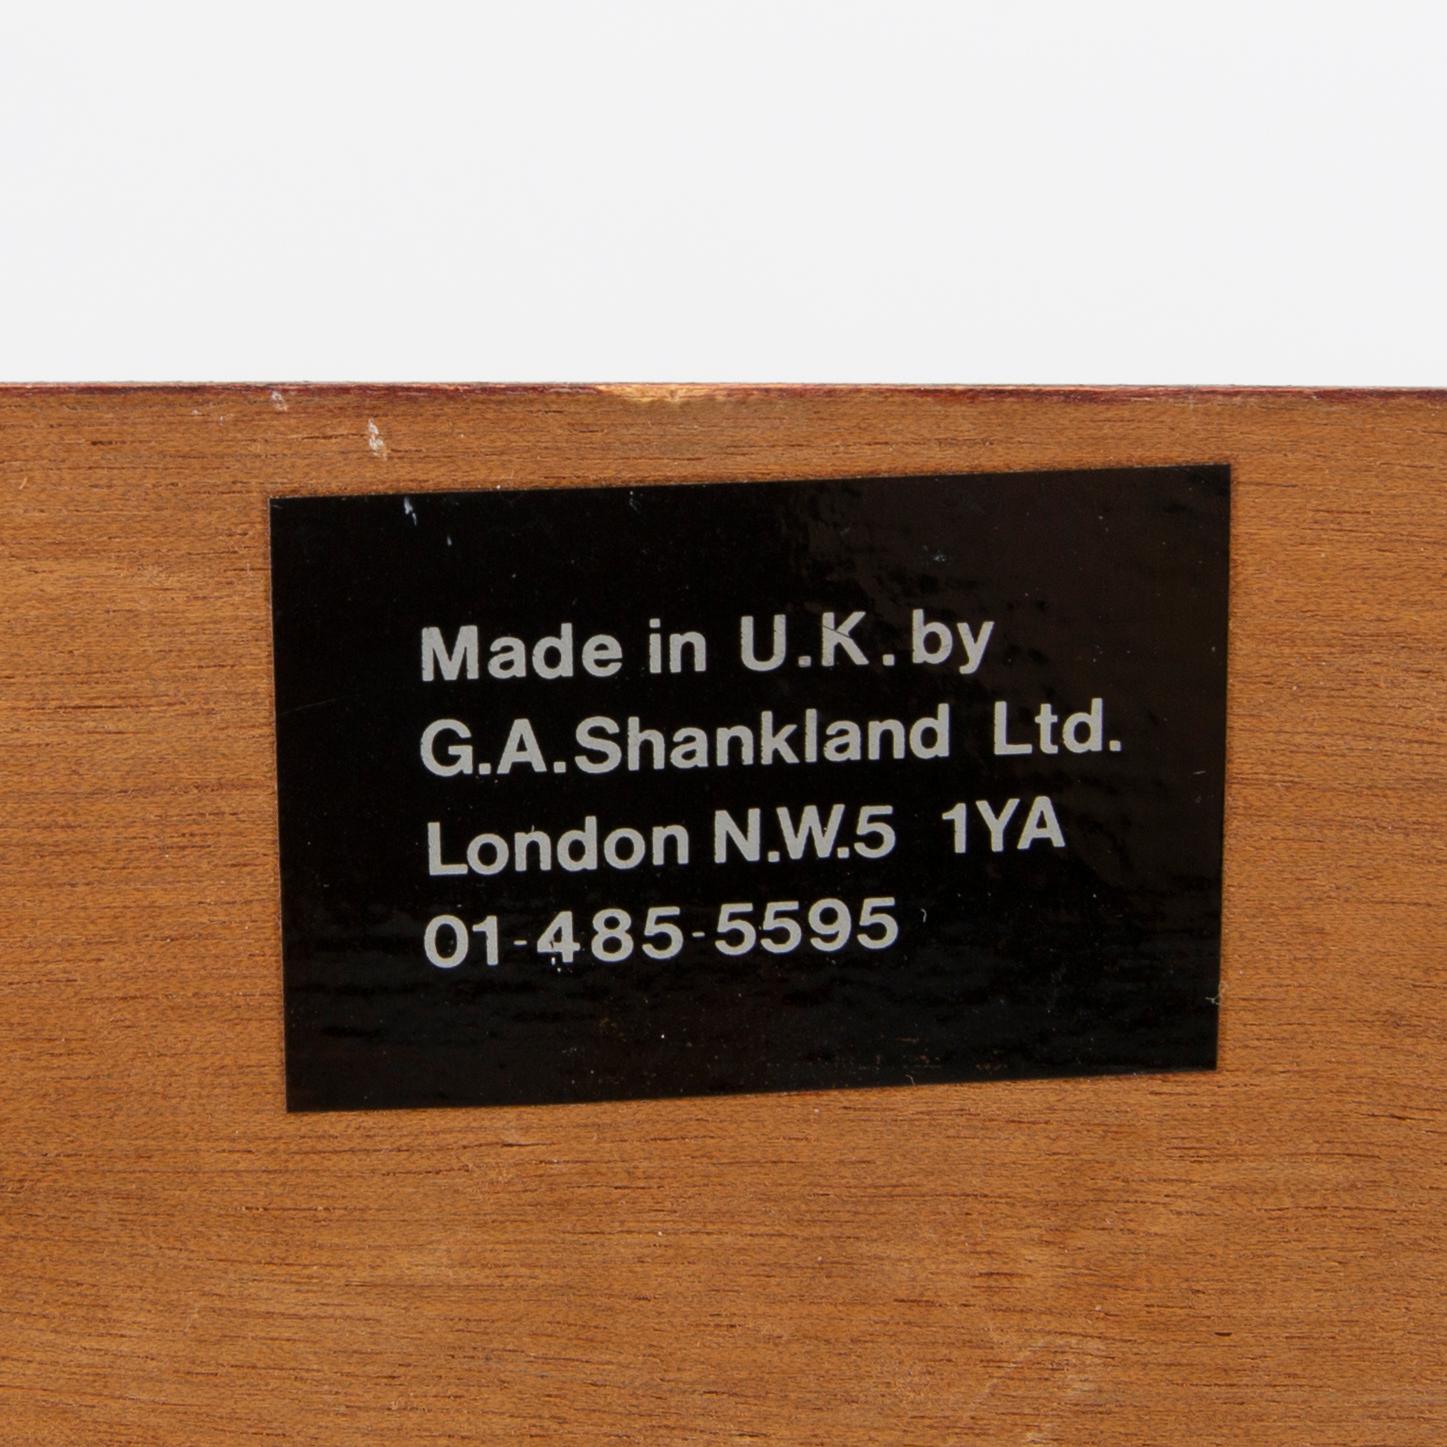 Made in U.K. by
G.A.Shankland Ltd.
London N.W.5 1YA
01-485-5595